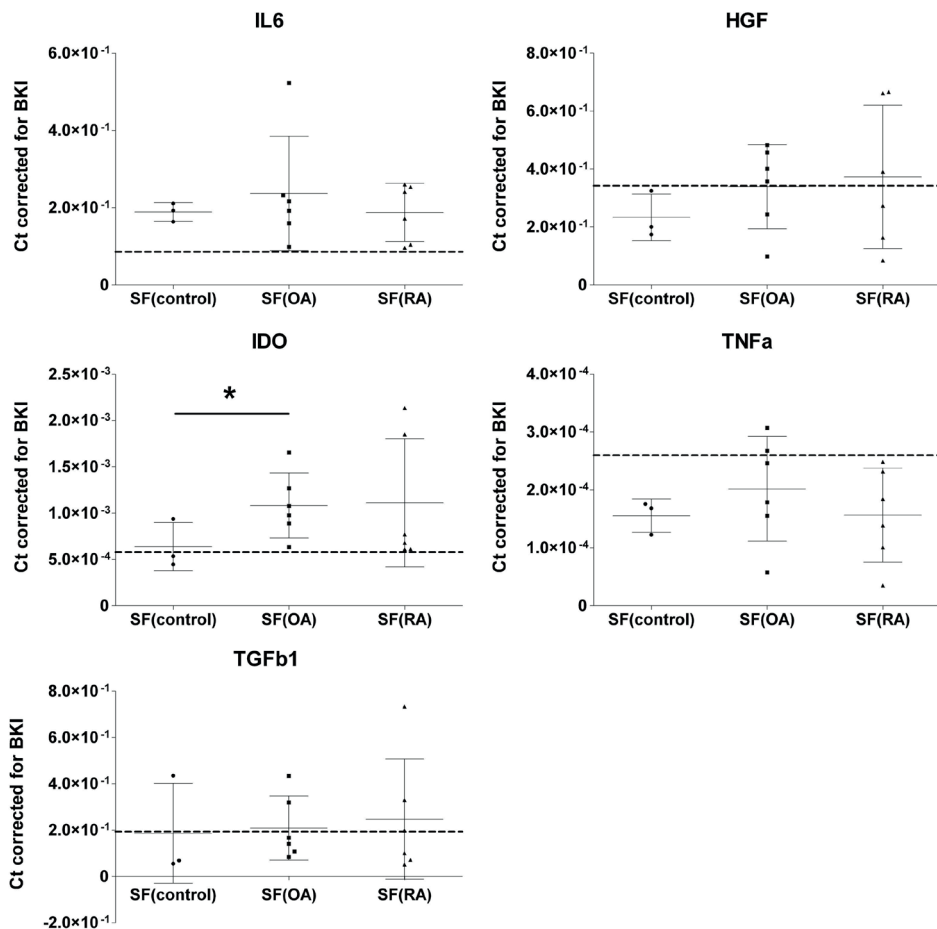 IL6
Ct corrected for BKI
6.0×10⁻¹
4.0×10⁻¹
2.0×10⁻¹
0
SF(control) SF(OA) SF(RA)
HGF
Ct corrected for BKI
8.0×10⁻¹
6.0×10⁻¹
4.0×10⁻¹
2.0×10⁻¹
0
SF(control) SF(OA) SF(RA)
IDO
Ct corrected for BKI
2.5×10⁻³
2.0×10⁻³
1.5×10⁻³
1.0×10⁻³
5.0×10⁻⁴
0
*
SF(control) SF(OA) SF(RA)
TNFa
Ct corrected for BKI
4.0×10⁻⁴
3.0×10⁻⁴
2.0×10⁻⁴
1.0×10⁻⁴
0
SF(control) SF(OA) SF(RA)
TGFb1
Ct corrected for BKI
8.0×10⁻¹
6.0×10⁻¹
4.0×10⁻¹
2.0×10⁻¹
0
SF(control) SF(OA) SF(RA)
-2.0×10⁻¹